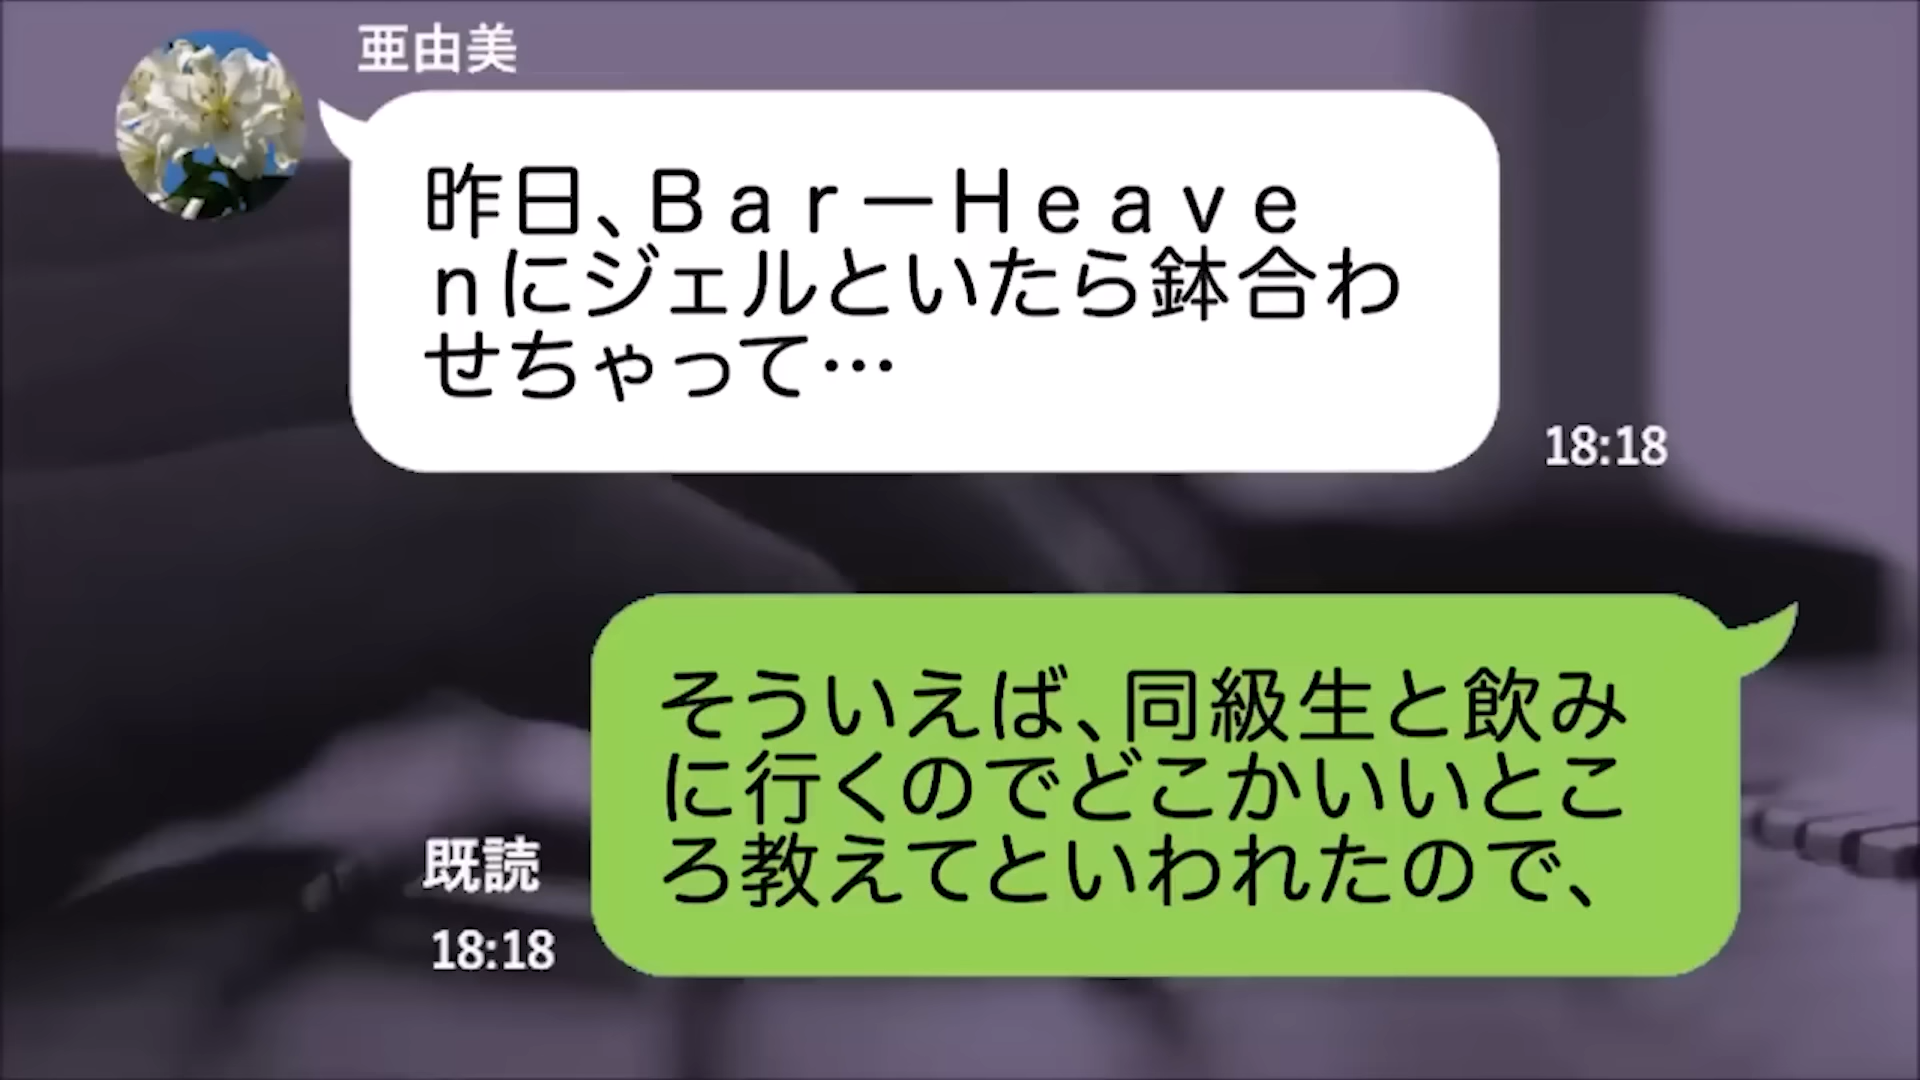 亜由美
昨日、Bar－Heave
nにジェルといたら鉢合わ
せちゃって…
18:18
そういえば、同級生と飲み
に行くのでどこかいいとこ
ろ教えてといわれたので、
既読
18:18